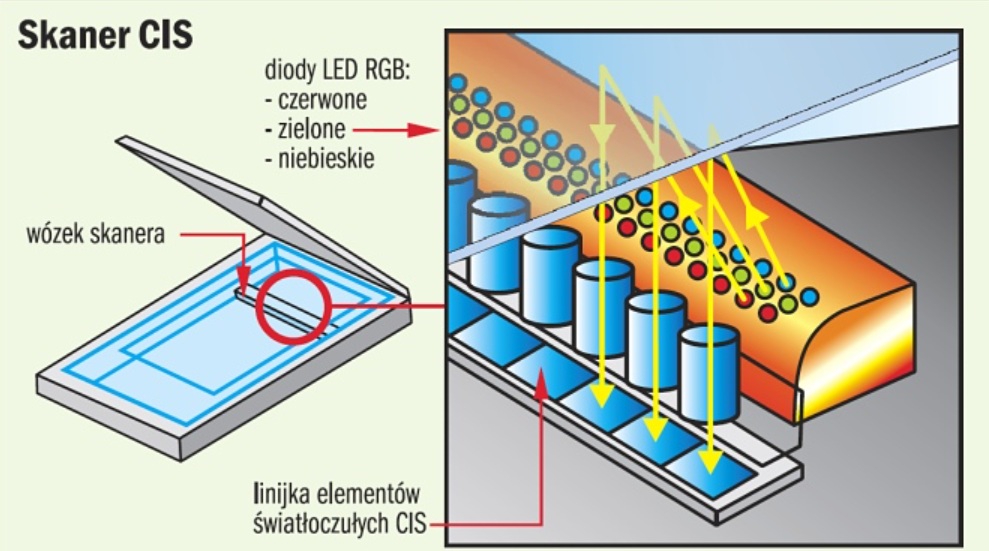 Skaner CIS
diody LED RGB:
- czerwone
- zielone
- niebieskie
wózek skanera
linijka elementów
światłoczułych CIS